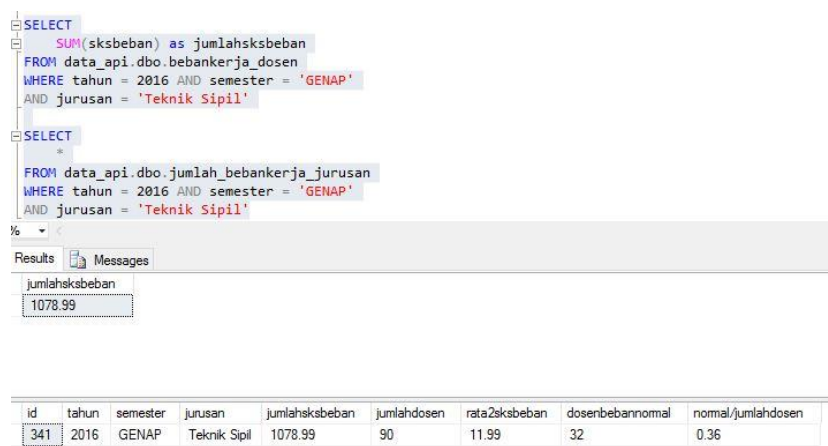 SELECT
SUM(sksbeban) as jumlahsksbeban
FROM data_api.dbo.bebankerja_dosen
WHERE tahun = 2016 AND semester = 'GENAP'
AND jurusan = 'Teknik Sipil'
SELECT
*
FROM data_api.dbo.jumlah_bebankerja_jurusan
WHERE tahun = 2016 AND semester = 'GENAP'
AND jurusan = 'Teknik Sipil'
%
Results Messages
jumlahsksbeban
1078.99
id tahun semester jurusan jumlahsksbeban jumlahdosen rata2sksbeban dosenbebannormal normal/jumlahdosen
341 2016 GENAP Teknik Sipil 1078.99 90 11.99 32 0.36